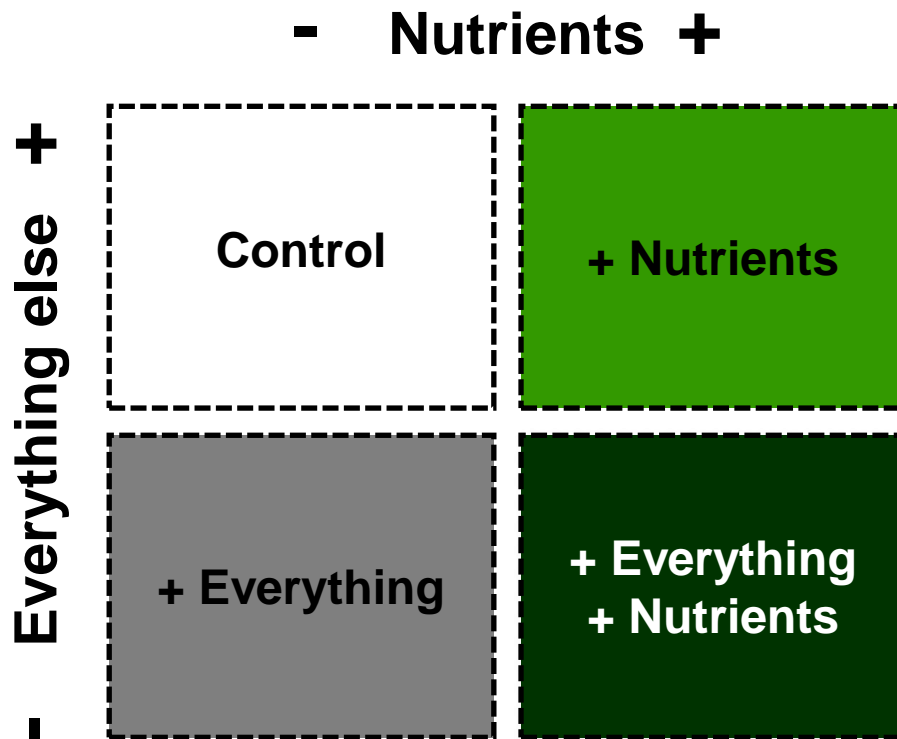 - Nutrients +
- Everything else +
Control
+ Nutrients
+ Everything
+ Everything
+ Nutrients